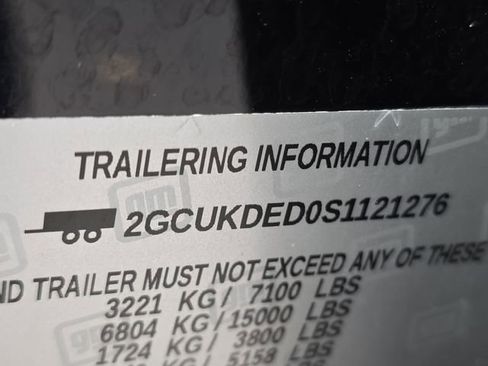 TRAILERING INFORMATION
2GCUKDED0S1121276
ND TRAILER MUST NOT EXCEED ANY OF THESE
3221 KG/ 7100 LBS
6804 KG/15000 LBS
1724 KG/ 3800 LBS
KG/ 5158 LBS